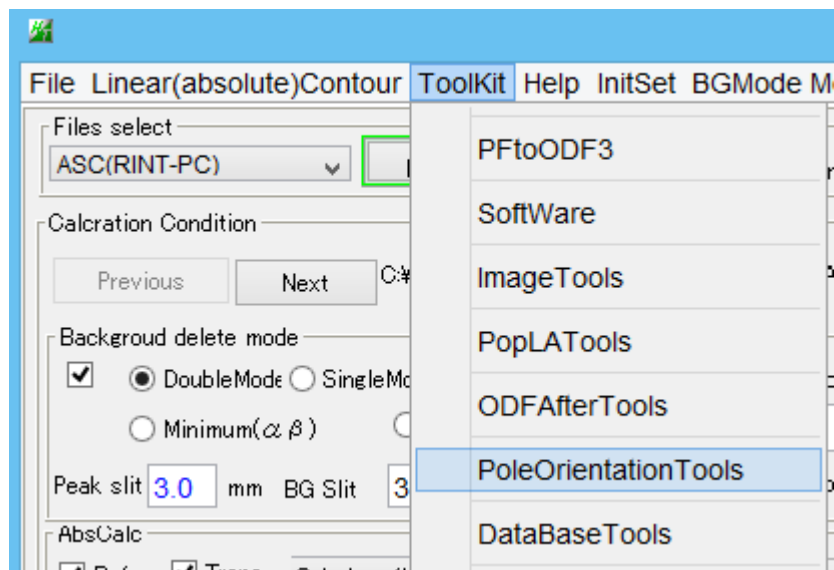 File Linear(absolute)Contour ToolKit Help InitSet BGMode
Files select
ASC(RINT-PC)
Calcration Condition
Previous Next C:¥
Backgroud delete mode
DoubleMode
Minimum(αβ)
Peak slit 3.0 mm BG Slit 3
AbsCalc
PFtoODF3
SoftWare
ImageTools
PopLATools
ODFAfterTools
PoleOrientationTools
DataBaseTools